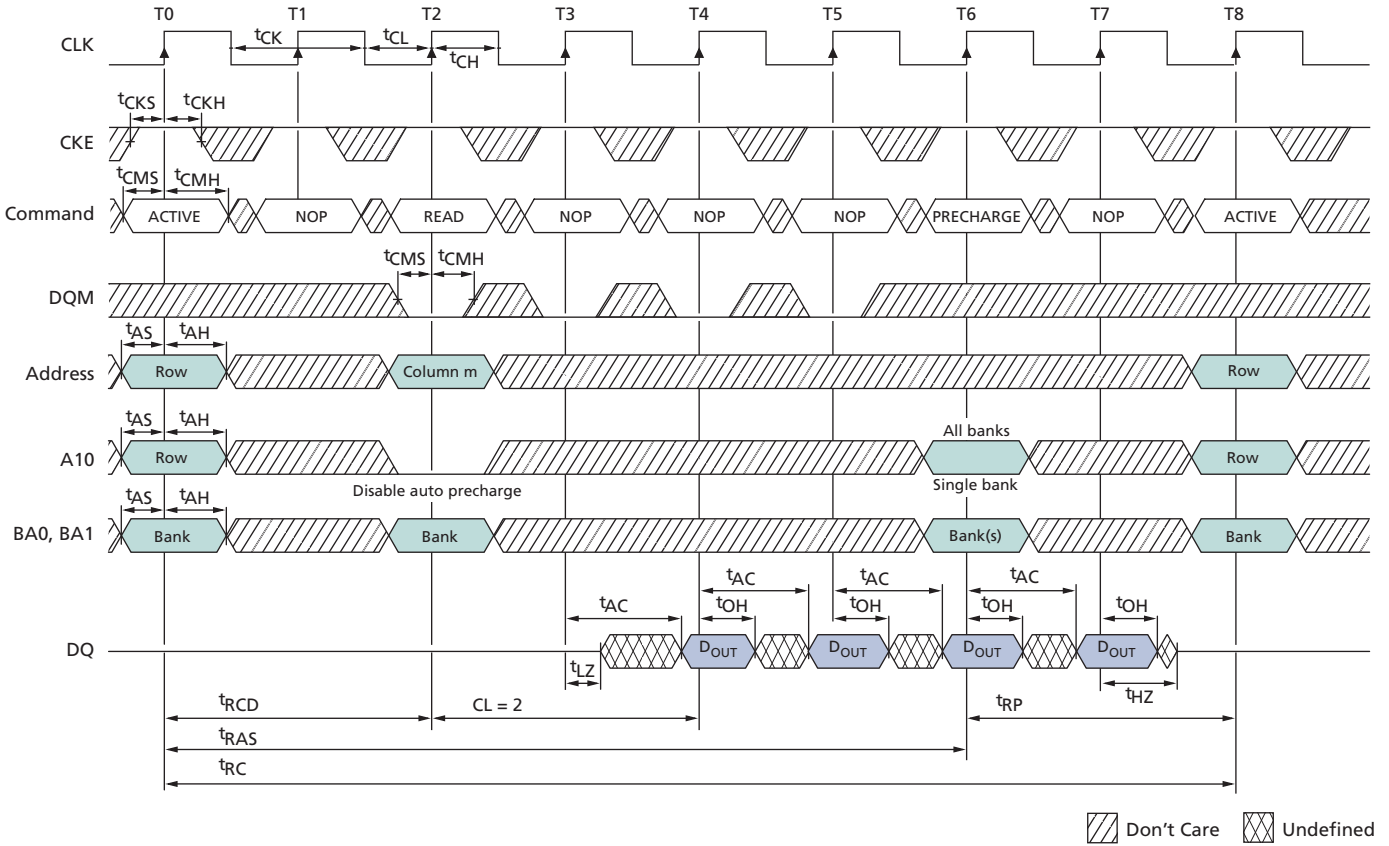 T0 T1 T2 T3 T4 T5 T6 T7 T8
CLK
tCK tCL tCH
tCKS tCKH
CKE
tCMS tCMH
Command ACTIVE NOP READ NOP NOP NOP PRECHARGE NOP ACTIVE
tCMS tCMH
DQM
tAS tAH
Address Row Column m Row
tAS tAH All banks
A10 Row Row
Disable auto precharge Single bank
tAS tAH
BA0, BA1 Bank Bank Bank(s) Bank
tAC tAC tAC
tAC tOH tOH tOH tOH
DQ DOUT DOUT DOUT DOUT
tLZ tHZ
tRCD CL = 2 tRP
tRAS
tRC
Don't Care Undefined